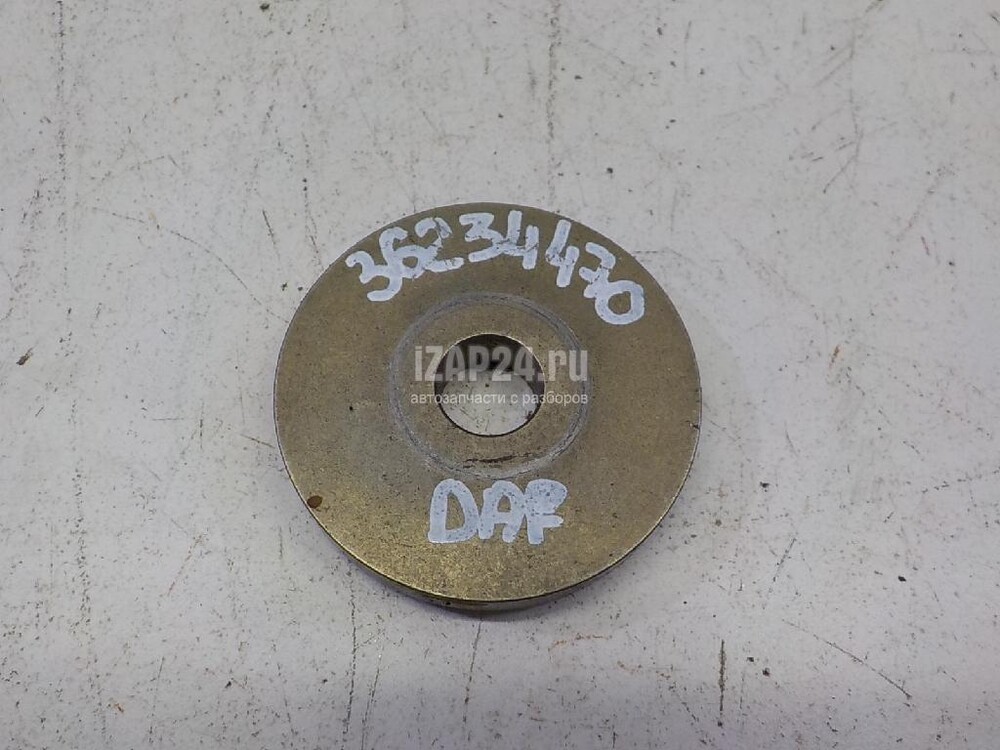 36234470
iZAP24.ru
автозапчасти с разборов
DAF